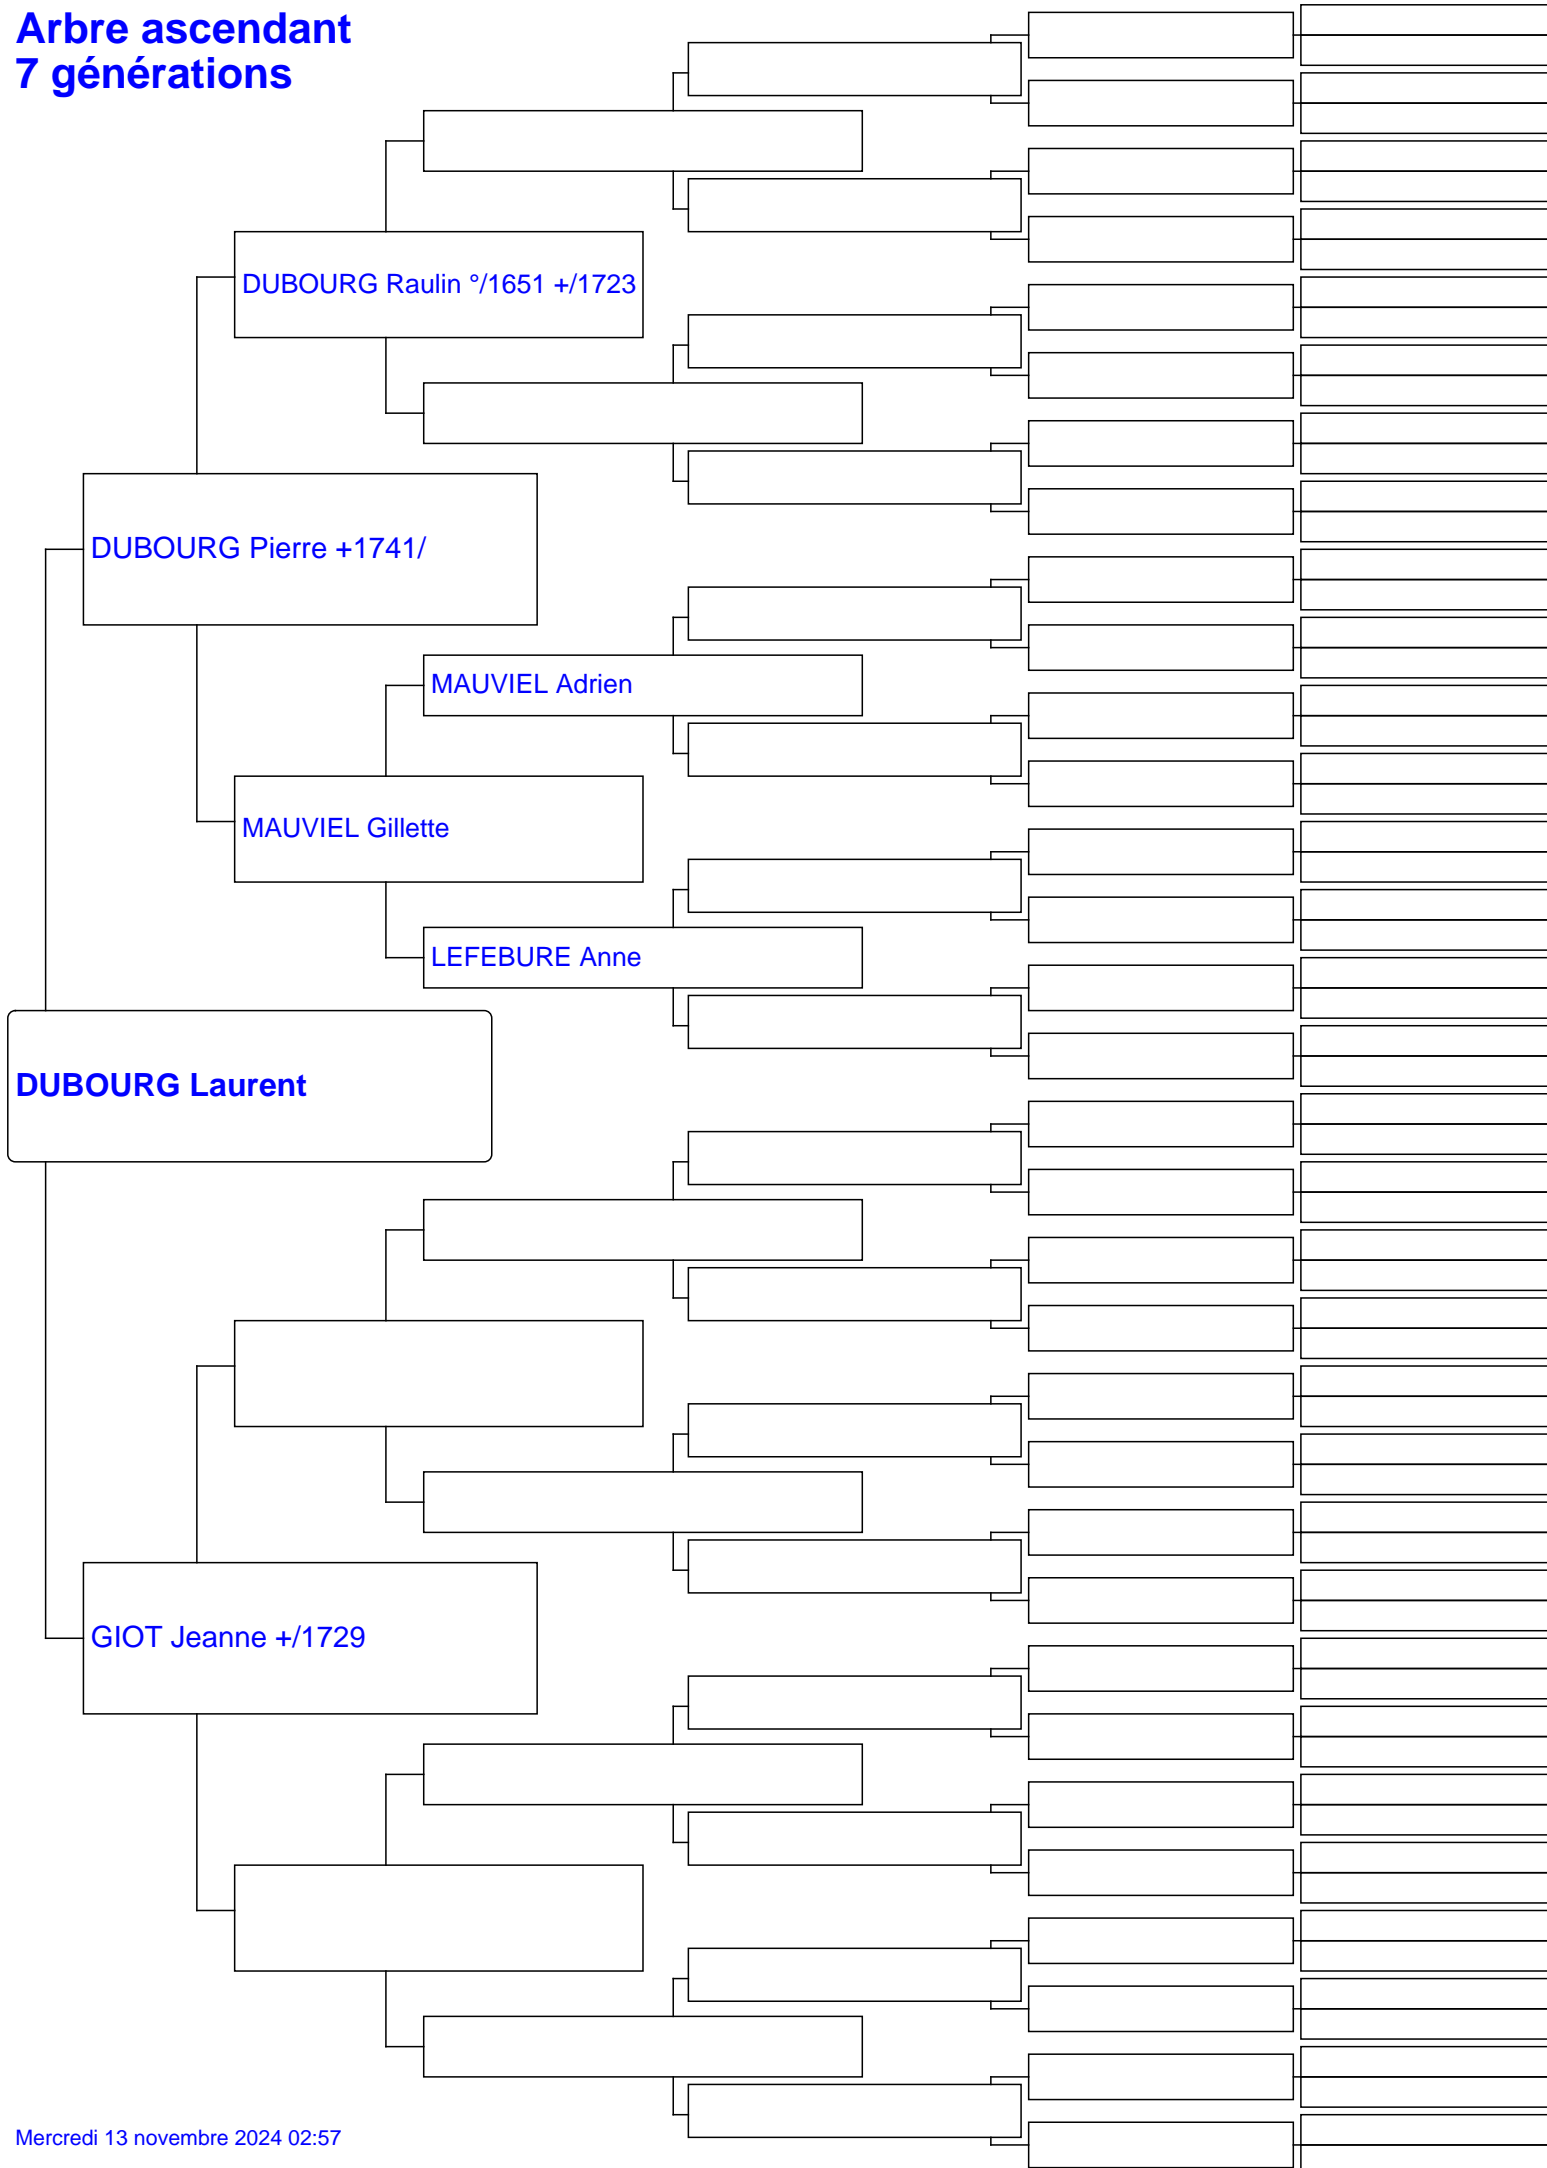 Arbre ascendant
7 générations
DUBOURG Raulin °/1651 +/1723
DUBOURG Pierre +1741/
MAUVIEL Adrien
MAUVIEL Gillette
LEFEBURE Anne
DUBOURG Laurent
GIOT Jeanne +/1729
Mercredi 13 novembre 2024 02:57